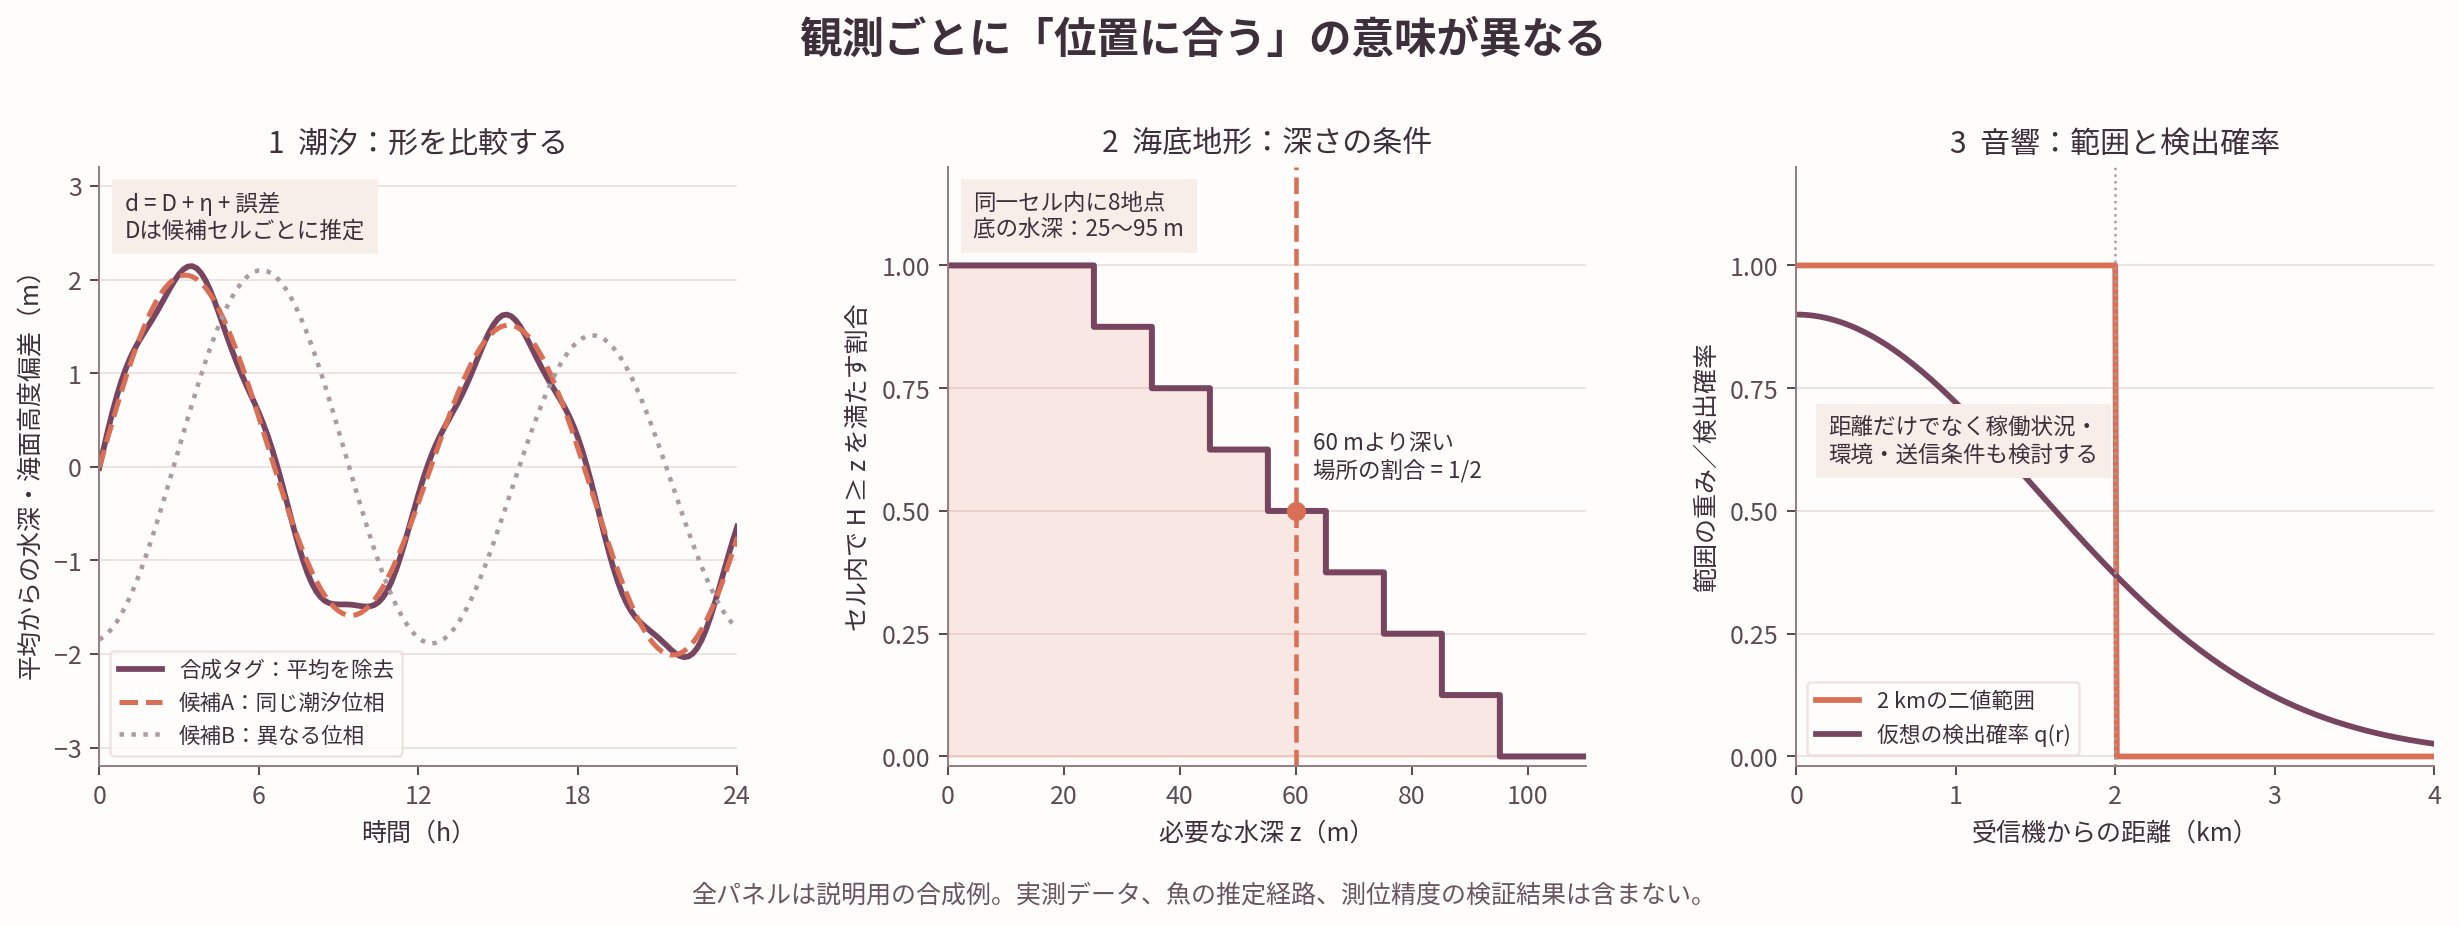 観測ごとに「位置に合う」の意味が異なる
1 潮汐：形を比較する
d = D + η + 誤差
Dは候補セルごとに推定
平均からの水深・海面高度偏差（m）
3
2
1
0
−1
−2
−3
合成タグ：平均を除去
候補A：同じ潮汐位相
候補B：異なる位相
0
6
12
18
24
時間（h）
2 海底地形：深さの条件
同一セル内に8地点
底の水深：25〜95 m
セル内で H ≥ z を満たす割合
1.00
0.75
0.50
0.25
0.00
60 mより深い
場所の割合 = 1/2
0
20
40
60
80
100
必要な水深 z（m）
3 音響：範囲と検出確率
範囲の重み／検出確率
1.00
0.75
0.50
0.25
0.00
距離だけでなく稼働状況・
環境・送信条件も検討する
2 kmの二値範囲
仮想の検出確率 q(r)
0
1
2
3
4
受信機からの距離（km）
全パネルは説明用の合成例。実測データ、魚の推定経路、測位精度の検証結果は含まない。